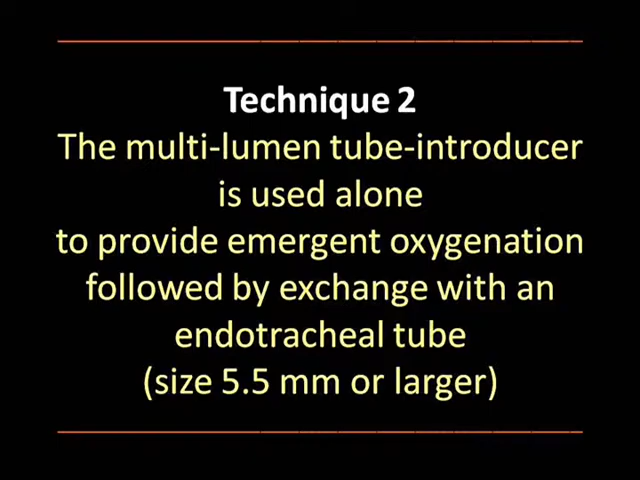 Technique 2
The multi-lumen tube-introducer
is used alone
to provide emergent oxygenation
followed by exchange with an
endotracheal tube
(size 5.5 mm or larger)